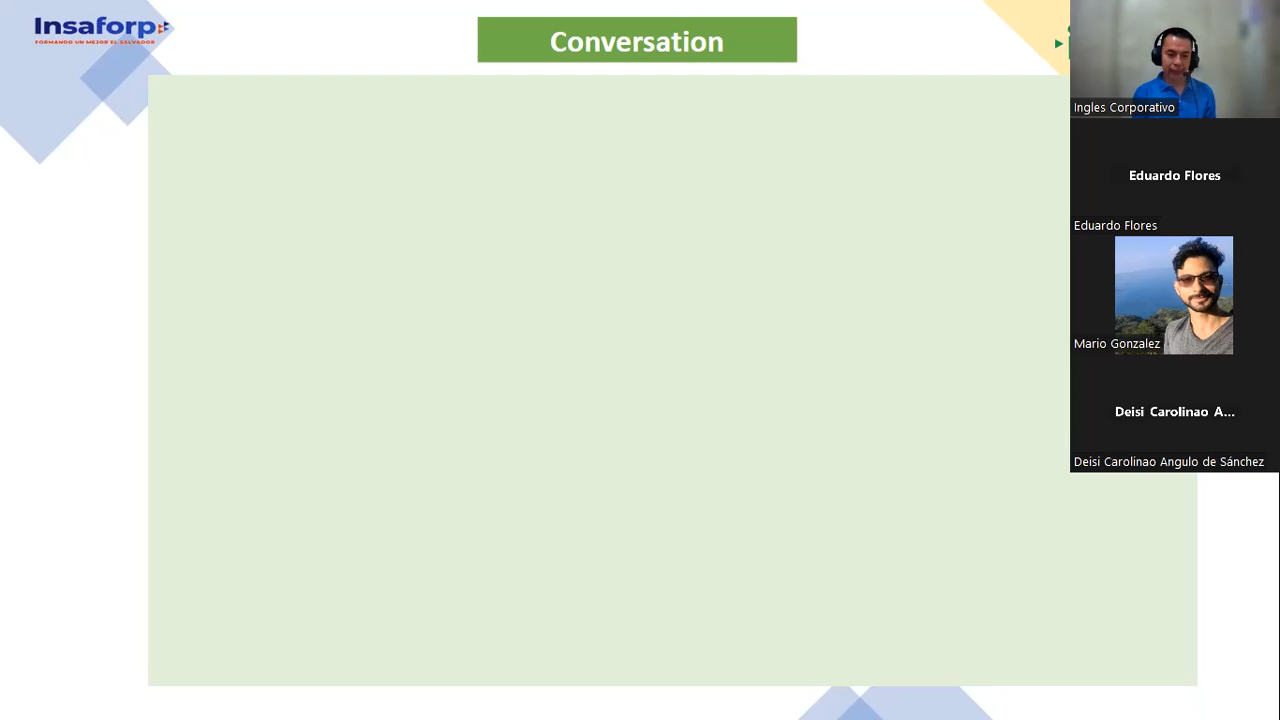 Insaforp
FORMANDO UN MEJOR EL SALVADOR
Conversation
Ingles Corporativo
Eduardo Flores
Eduardo Flores
Mario Gonzalez
Deisi Carolinao A...
Deisi Carolinao Angulo de Sánchez